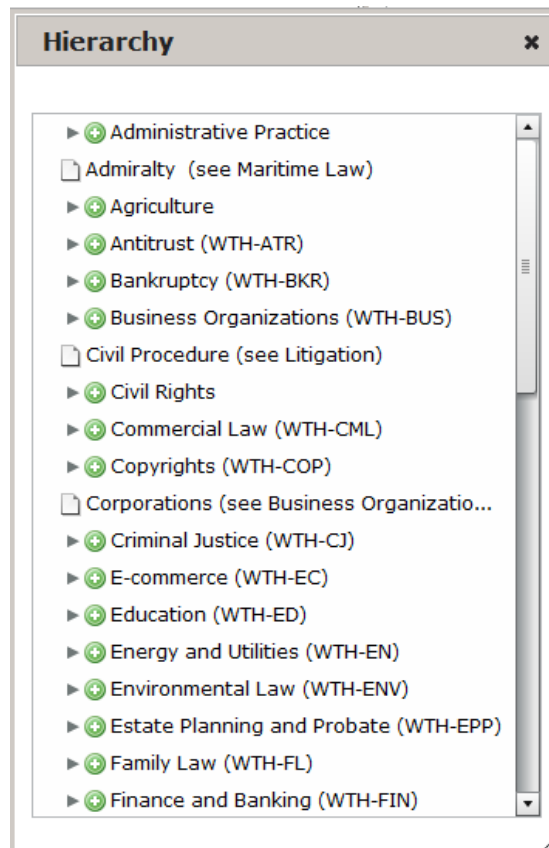 Hierarchy
Administrative Practice
Admiralty (see Maritime Law)
Agriculture
Antitrust (WTH-ATR)
Bankruptcy (WTH-BKR)
Business Organizations (WTH-BUS)
Civil Procedure (see Litigation)
Civil Rights
Commercial Law (WTH-CML)
Copyrights (WTH-COP)
Corporations (see Business Organizatio...
Criminal Justice (WTH-CJ)
E-commerce (WTH-EC)
Education (WTH-ED)
Energy and Utilities (WTH-EN)
Environmental Law (WTH-ENV)
Estate Planning and Probate (WTH-EPP)
Family Law (WTH-FL)
Finance and Banking (WTH-FIN)